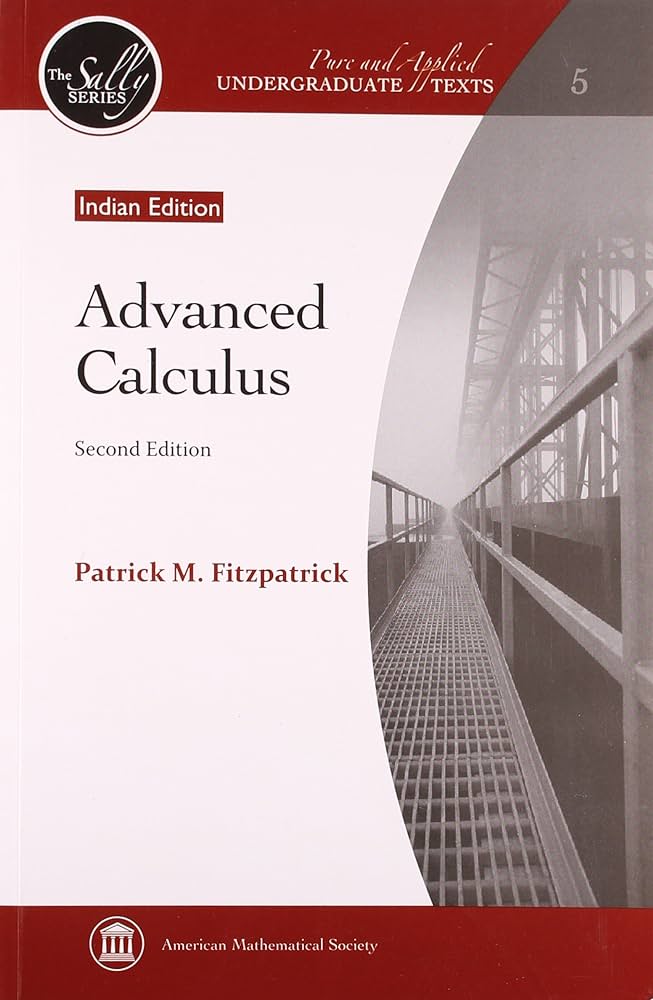 The Sally
SERIES
Pure and Applied
UNDERGRADUATE TEXTS
5
Indian Edition
Advanced
Calculus
Second Edition
Patrick M. Fitzpatrick
American Mathematical Society